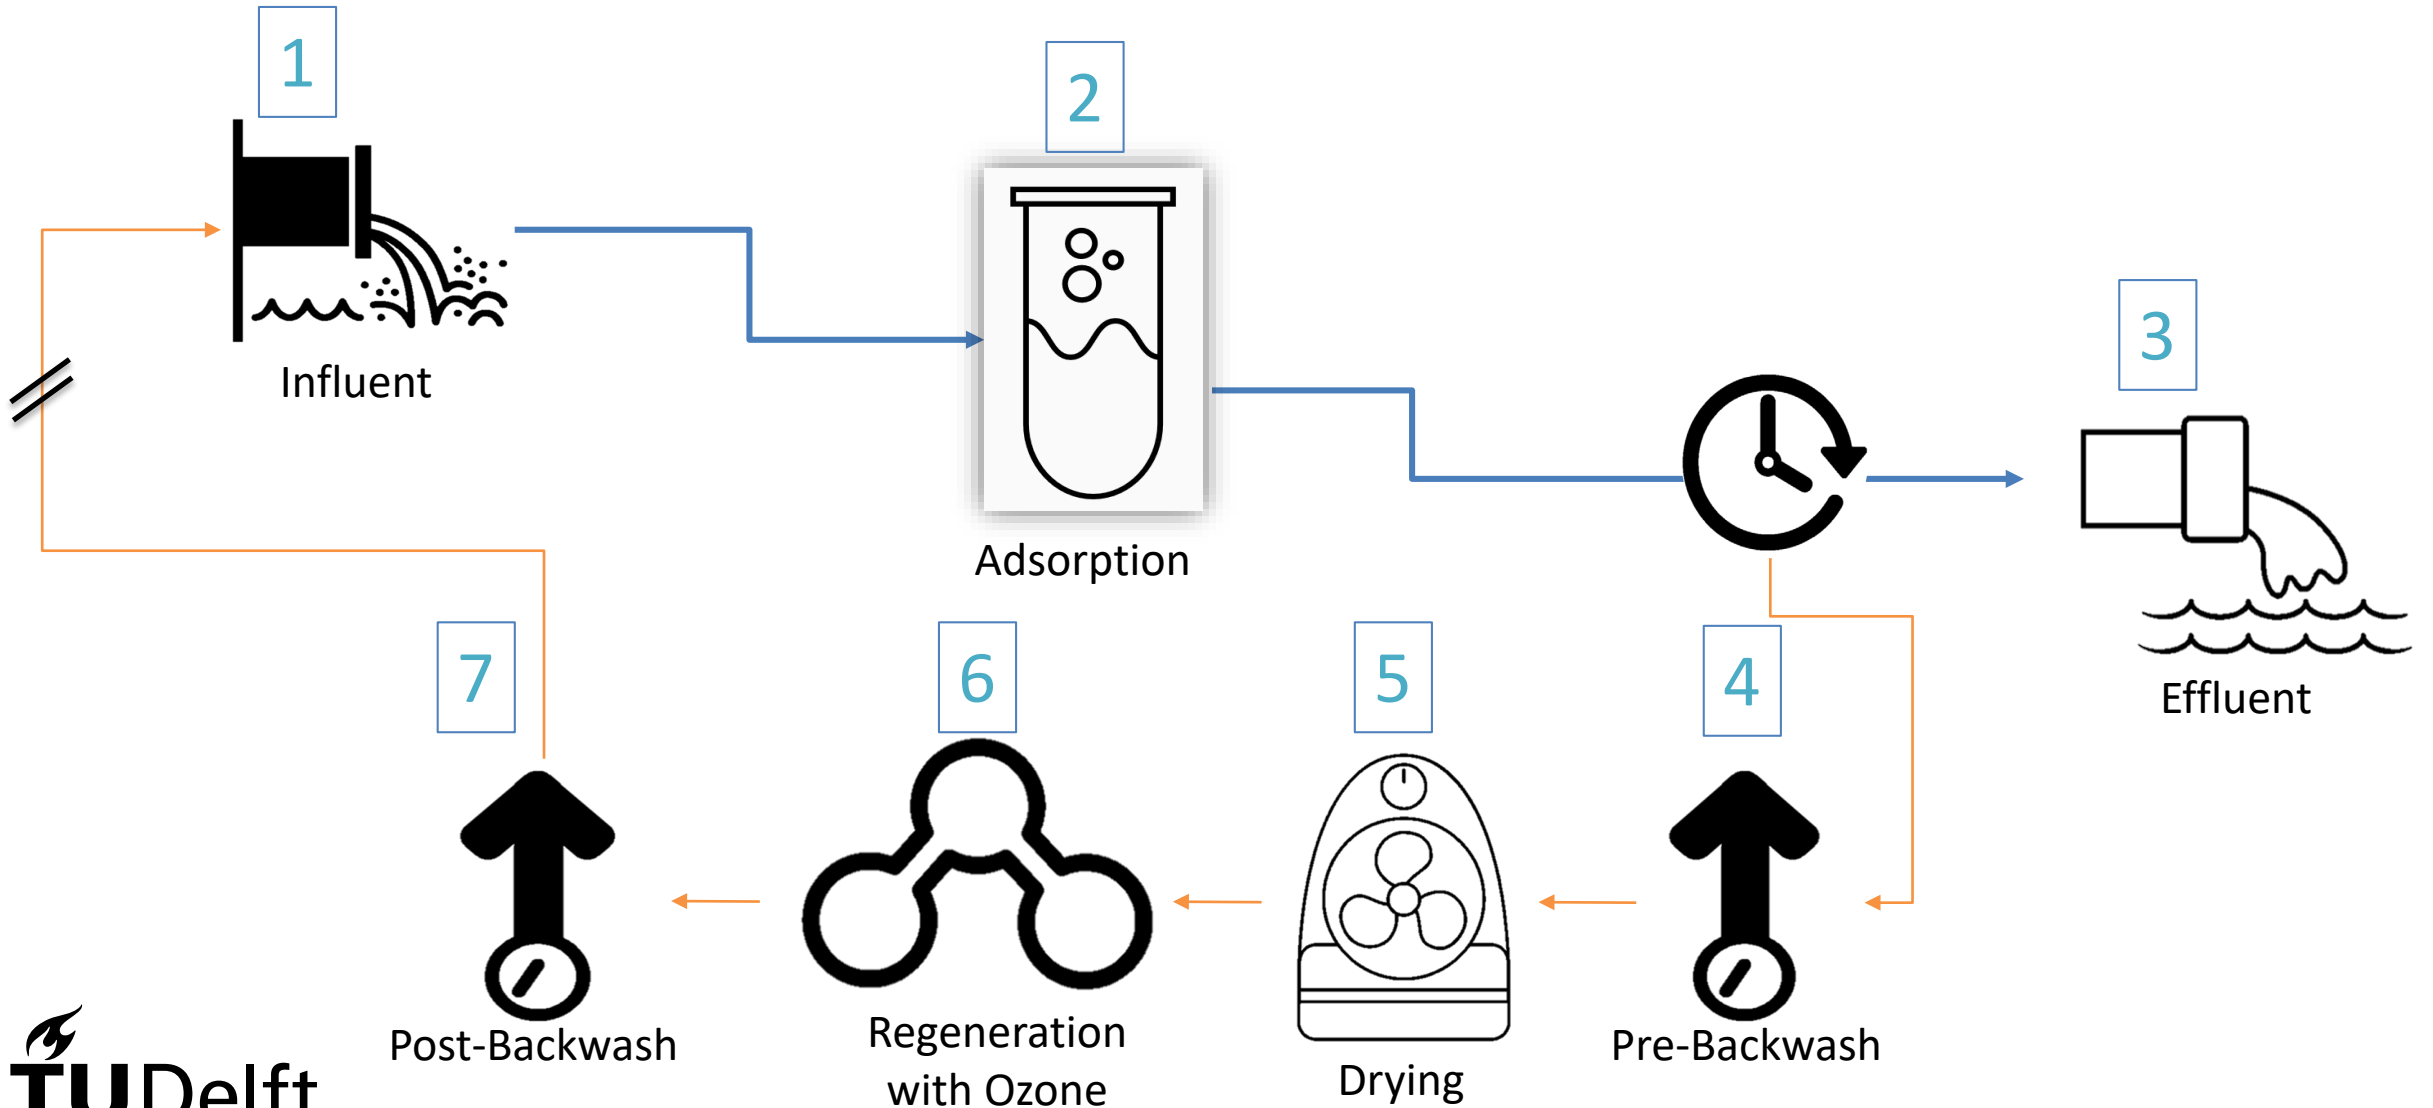 1
Influent
2
Adsorption
3
Effluent
4
Pre-Backwash
5
Drying
6
Regeneration
with Ozone
7
Post-Backwash
TUDelft